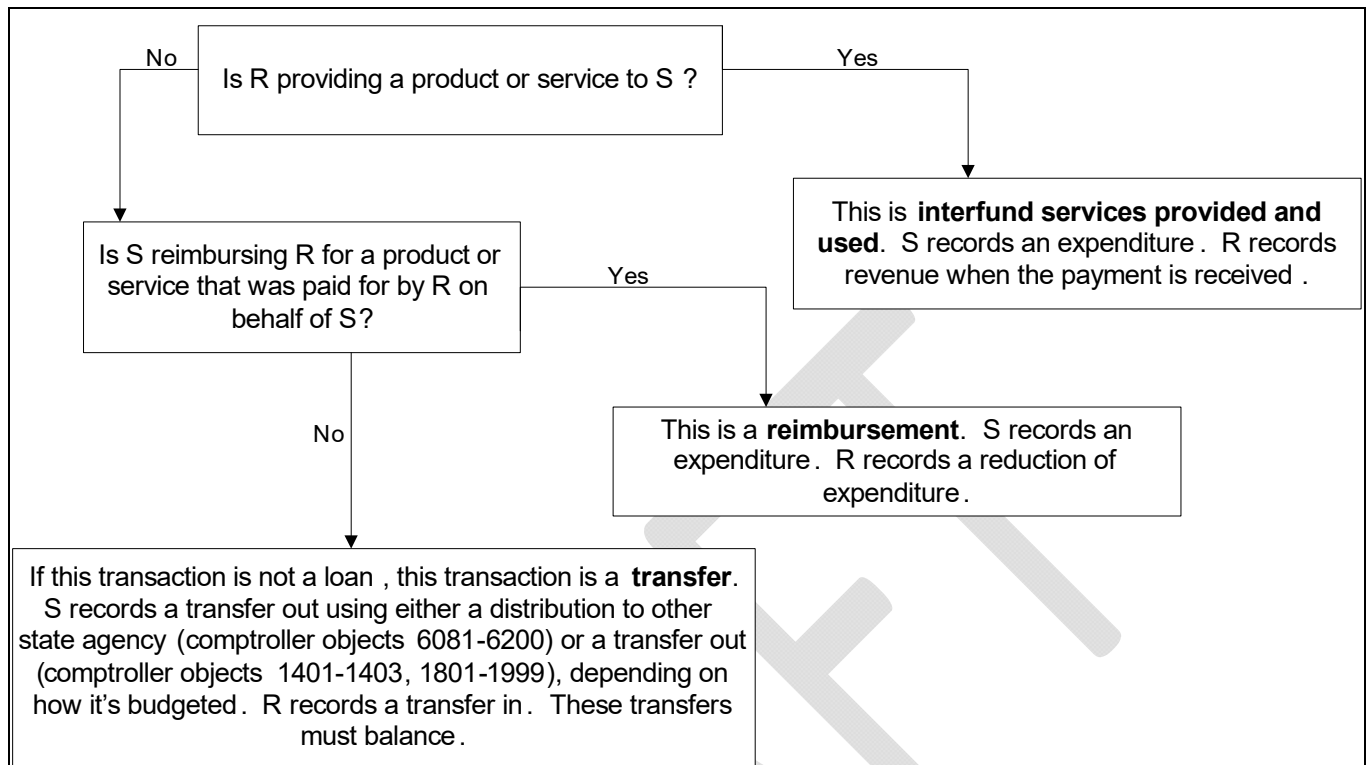 No
Is R providing a product or service to S ?
Yes
This is interfund services provided and
used. S records an expenditure . R records
revenue when the payment is received .
Is S reimbursing R for a product or
service that was paid for by R on
behalf of S?
Yes
This is a reimbursement. S records an
expenditure . R records a reduction of
expenditure .
No
If this transaction is not a loan , this transaction is a transfer.
S records a transfer out using either a distribution to other
state agency (comptroller objects 6081-6200) or a transfer out
(comptroller objects 1401-1403, 1801-1999), depending on
how it's budgeted . R records a transfer in . These transfers
must balance .